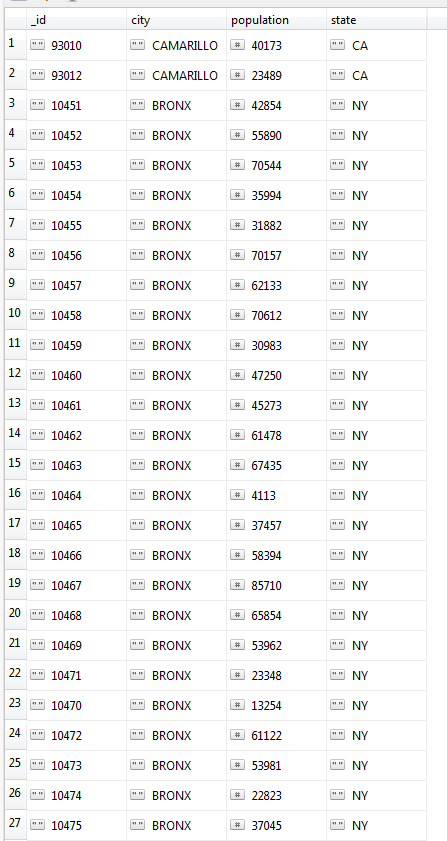 _id city population state
1 "" 93010 "" CAMARILLO # 40173 "" CA
2 "" 93012 "" CAMARILLO # 23489 "" CA
3 "" 10451 "" BRONX # 42854 "" NY
4 "" 10452 "" BRONX # 55890 "" NY
5 "" 10453 "" BRONX # 70544 "" NY
6 "" 10454 "" BRONX # 35994 "" NY
7 "" 10455 "" BRONX # 31882 "" NY
8 "" 10456 "" BRONX # 70157 "" NY
9 "" 10457 "" BRONX # 62133 "" NY
10 "" 10458 "" BRONX # 70612 "" NY
11 "" 10459 "" BRONX # 30983 "" NY
12 "" 10460 "" BRONX # 47250 "" NY
13 "" 10461 "" BRONX # 45273 "" NY
14 "" 10462 "" BRONX # 61478 "" NY
15 "" 10463 "" BRONX # 67435 "" NY
16 "" 10464 "" BRONX # 4113 "" NY
17 "" 10465 "" BRONX # 37457 "" NY
18 "" 10466 "" BRONX # 58394 "" NY
19 "" 10467 "" BRONX # 85710 "" NY
20 "" 10468 "" BRONX # 65854 "" NY
21 "" 10469 "" BRONX # 53962 "" NY
22 "" 10471 "" BRONX # 23348 "" NY
23 "" 10470 "" BRONX # 13254 "" NY
24 "" 10472 "" BRONX # 61122 "" NY
25 "" 10473 "" BRONX # 53981 "" NY
26 "" 10474 "" BRONX # 22823 "" NY
27 "" 10475 "" BRONX # 37045 "" NY